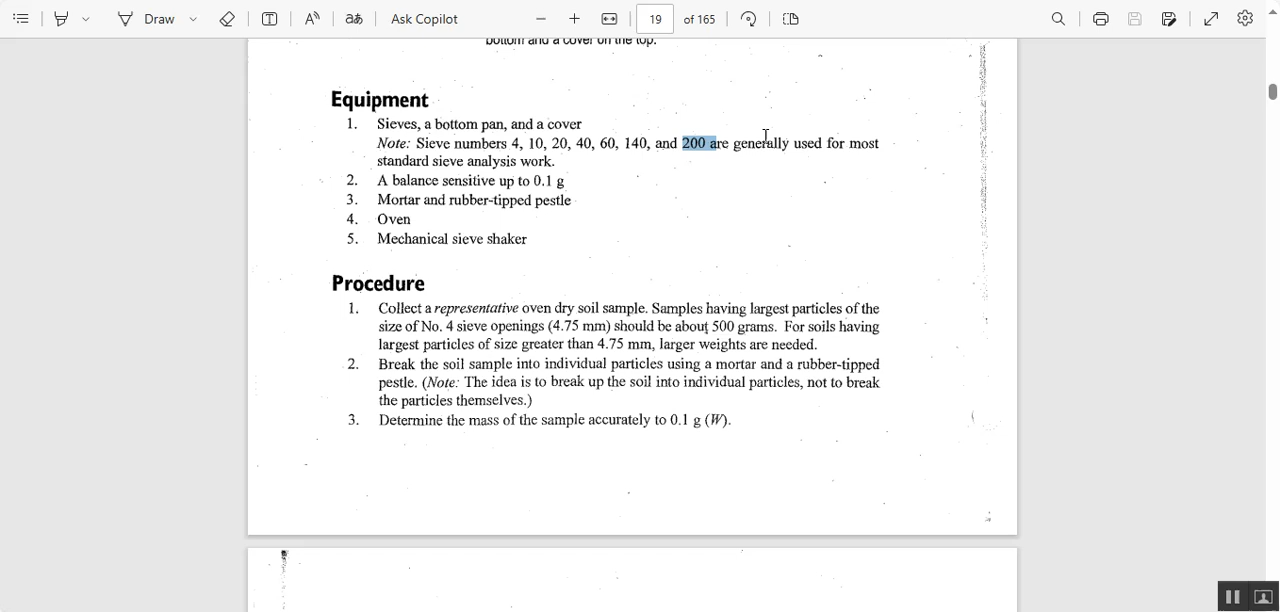 Draw
Ask Copilot
19 of 165
bottom and a cover on the top.
Equipment
1. Sieves, a bottom pan, and a cover
Note: Sieve numbers 4, 10, 20, 40, 60, 140, and 200 are generally used for most
standard sieve analysis work.
2. A balance sensitive up to 0.1 g
3. Mortar and rubber-tipped pestle
4. Oven
5. Mechanical sieve shaker
Procedure
1. Collect a representative oven dry soil sample. Samples having largest particles of the
size of No. 4 sieve openings (4.75 mm) should be about 500 grams. For soils having
largest particles of size greater than 4.75 mm, larger weights are needed.
2. Break the soil sample into individual particles using a mortar and a rubber-tipped
pestle. (Note: The idea is to break up the soil into individual particles, not to break
the particles themselves.)
3. Determine the mass of the sample accurately to 0.1 g (W).